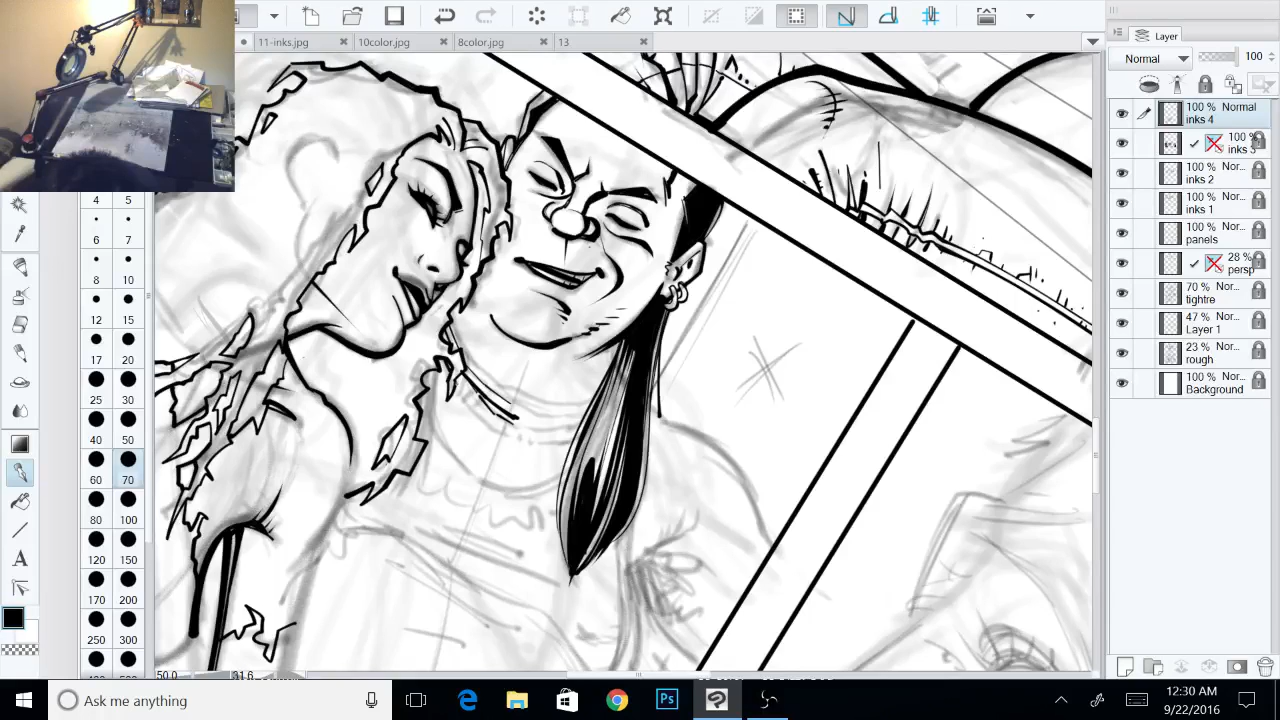 11-inks.jpg
10color.jpg
8color.jpg
13
Layer
Normal
100
100 % Normal
inks 4
100 %
inks
100 % Nor...
inks 2
100 % Nor...
inks 1
100 %
panels
28 %
persp
70 % Nor...
tightre
47 % Nor...
Layer 1
23 % Nor...
rough
100 % Nor...
Background
4 5
6 7
8 10
12 15
17 20
25 30
40 50
60 70
80 100
120 150
170 200
250 300
50.0
31.6
Ask me anything
12:30 AM
9/22/2016